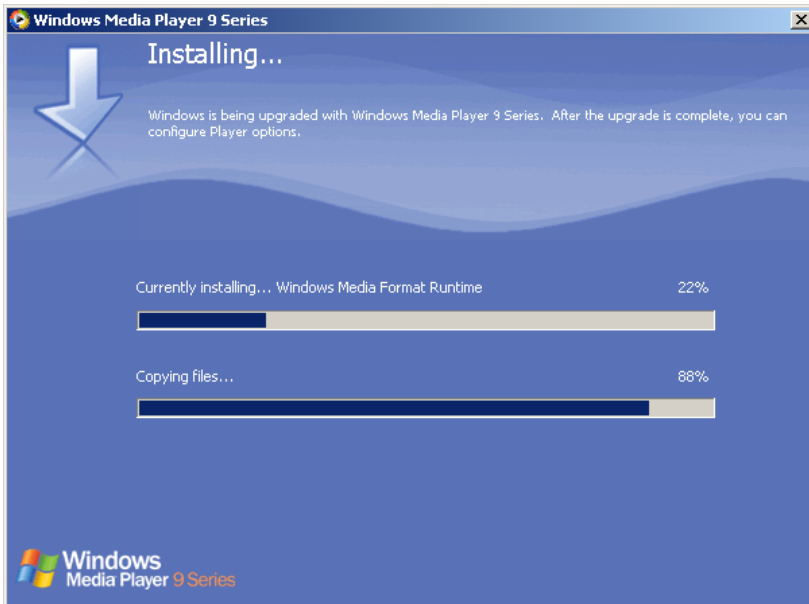 Windows Media Player 9 Series
Installing...
Windows is being upgraded with Windows Media Player 9 Series. After the upgrade is complete, you can
configure Player options.
Currently installing... Windows Media Format Runtime 22%
Copying files... 88%
Windows
Media Player 9 Series